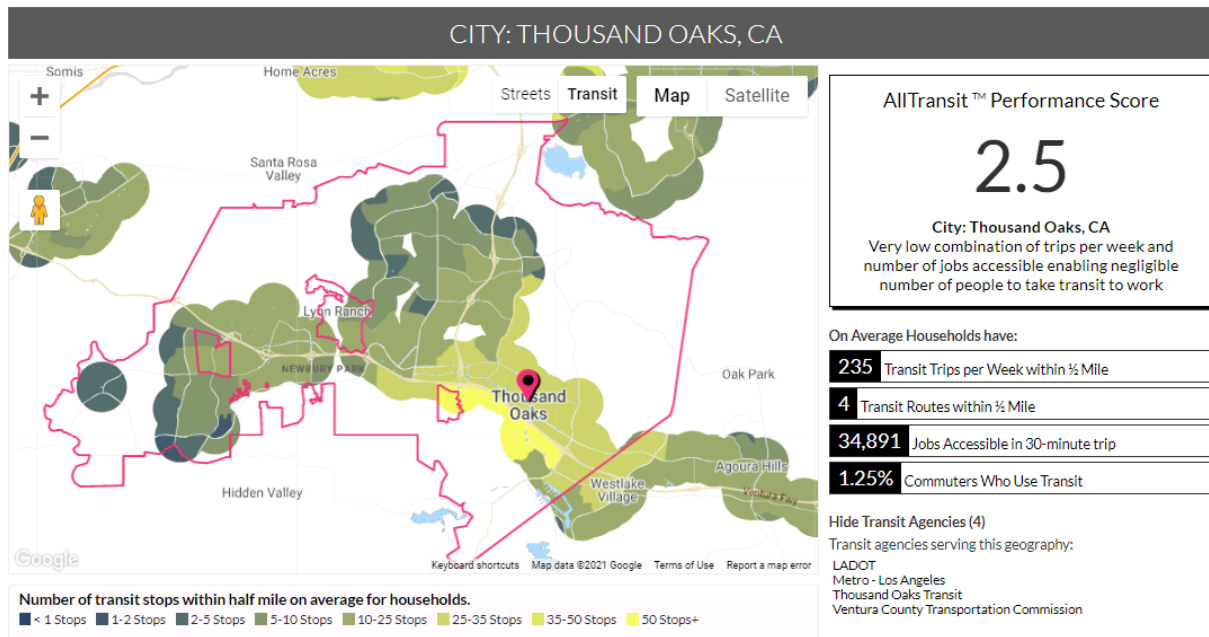 CITY: THOUSAND OAKS, CA
Somis
Home Acres
Streets
Transit
Map
Satellite
+
−
Santa Rosa
Valley
Lynn Ranch
NEWBURY PARK
Thousand
Oaks
Oak Park
Agoura Hills
Westlake
Village
Ventura Fwy
Hidden Valley
Google
Keyboard shortcuts
Map data ©2021 Google
Terms of Use
Report a map error
Number of transit stops within half mile on average for households.
< 1 Stops
1-2 Stops
2-5 Stops
5-10 Stops
10-25 Stops
25-35 Stops
35-50 Stops
50 Stops+
AllTransit ™ Performance Score
2.5
City: Thousand Oaks, CA
Very low combination of trips per week and
number of jobs accessible enabling negligible
number of people to take transit to work
On Average Households have:
235 Transit Trips per Week within ½ Mile
4 Transit Routes within ½ Mile
34,891 Jobs Accessible in 30-minute trip
1.25% Commuters Who Use Transit
Hide Transit Agencies (4)
Transit agencies serving this geography:
LADOT
Metro - Los Angeles
Thousand Oaks Transit
Ventura County Transportation Commission